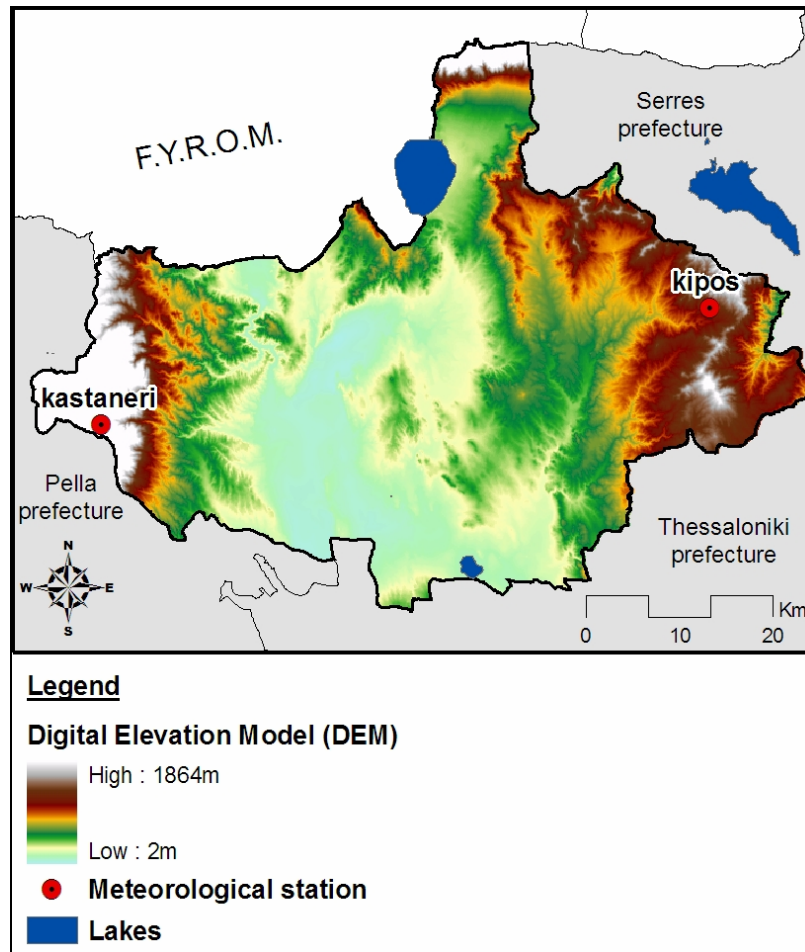 F.Y.R.O.M.
Serres
prefecture
kipos
kastaneri
Pella
prefecture
Thessaloniki
prefecture
N
W E
S
Km
0 10 20
Legend
Digital Elevation Model (DEM)
High : 1864m
Low : 2m
Meteorological station
Lakes